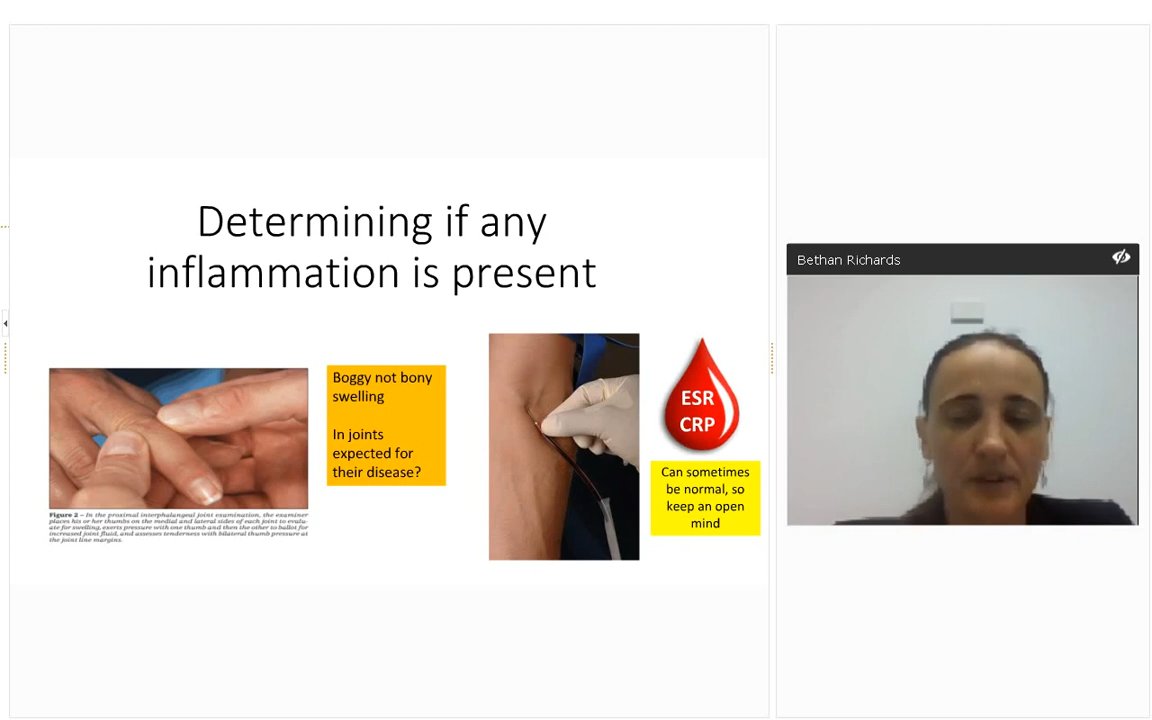 Determining if any
inflammation is present
Boggy not bony
swelling
In joints
expected for
their disease?
ESR
CRP
Can sometimes
be normal, so
keep an open
mind
Figure 2 – In the proximal interphalangeal joint examination, the examiner
places his or her thumbs on the medial and lateral sides of each joint to evalu-
ate for swelling, exerts pressure with one thumb and then the other to ballot for
increased joint fluid, and assesses tenderness with bilateral thumb pressure at
the joint line margins.
Bethan Richards